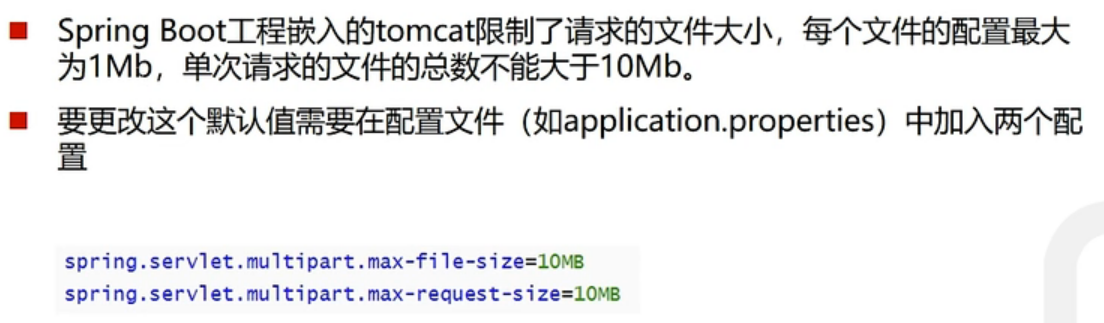 Spring Boot工程嵌入的tomcat限制了请求的文件大小，每个文件的配置最大
为1Mb，单次请求的文件的总数不能大于10Mb。
要更改这个默认值需要在配置文件（如application.properties）中加入两个配
置
spring.servlet.multipart.max-file-size=10MB
spring.servlet.multipart.max-request-size=10MB